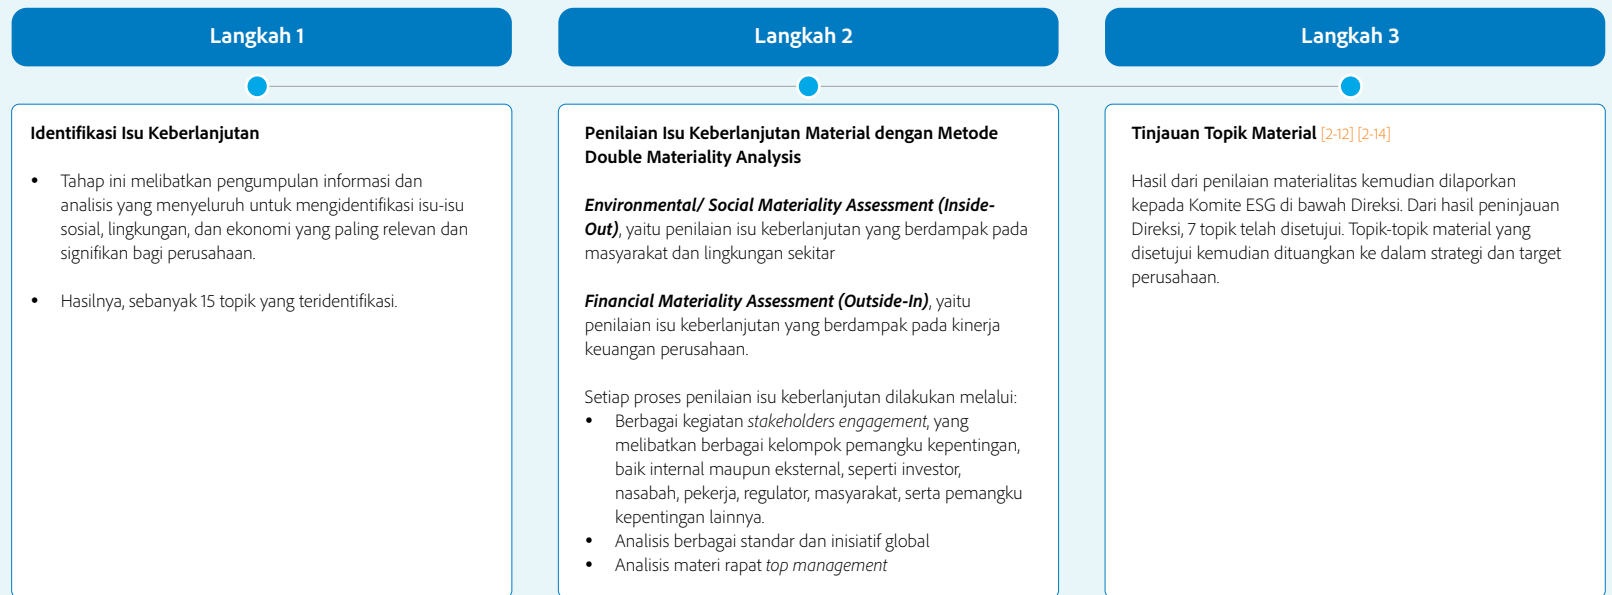 Langkah 1
Langkah 2
Langkah 3
Identifikasi Isu Keberlanjutan
• Tahap ini melibatkan pengumpulan informasi dan
analisis yang menyeluruh untuk mengidentifikasi isu-isu
sosial, lingkungan, dan ekonomi yang paling relevan dan
signifikan bagi perusahaan.
• Hasilnya, sebanyak 15 topik yang teridentifikasi.
Penilaian Isu Keberlanjutan Material dengan Metode
Double Materiality Analysis
Environmental/ Social Materiality Assessment (Inside-
Out), yaitu penilaian isu keberlanjutan yang berdampak pada
masyarakat dan lingkungan sekitar
Financial Materiality Assessment (Outside-In), yaitu
penilaian isu keberlanjutan yang berdampak pada kinerja
keuangan perusahaan.
Setiap proses penilaian isu keberlanjutan dilakukan melalui:
• Berbagai kegiatan stakeholders engagement, yang
melibatkan berbagai kelompok pemangku kepentingan,
baik internal maupun eksternal, seperti investor,
nasabah, pekerja, regulator, masyarakat, serta pemangku
kepentingan lainnya.
• Analisis berbagai standar dan inisiatif global
• Analisis materi rapat top management
Tinjauan Topik Material [2-12] [2-14]
Hasil dari penilaian materialitas kemudian dilaporkan
kepada Komite ESG di bawah Direksi. Dari hasil peninjauan
Direksi, 7 topik telah disetujui. Topik-topik material yang
disetujui kemudian dituangkan ke dalam strategi dan target
perusahaan.